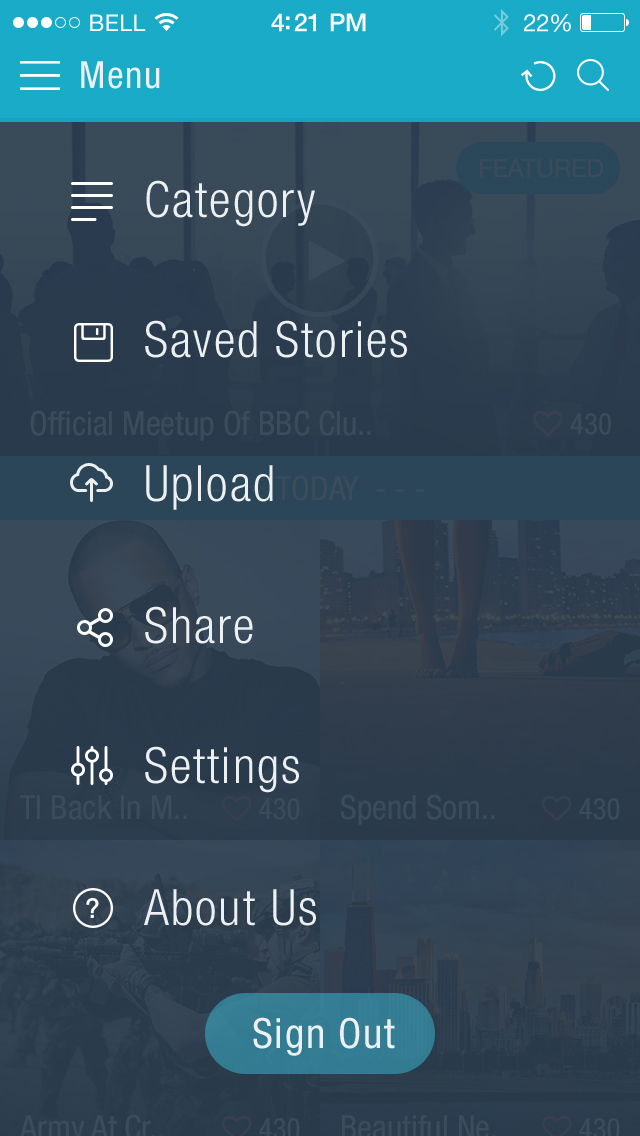 BELL 4:21 PM 22%
Menu
FEATURED
Category
Saved Stories
Official Meetup Of BBC Clu.. 430
Upload TODAY - - -
Share
Settings
TI Back In M.. 430 Spend Som.. 430
? About Us
Sign Out
Army At Cr 430 Beautiful Ne 430